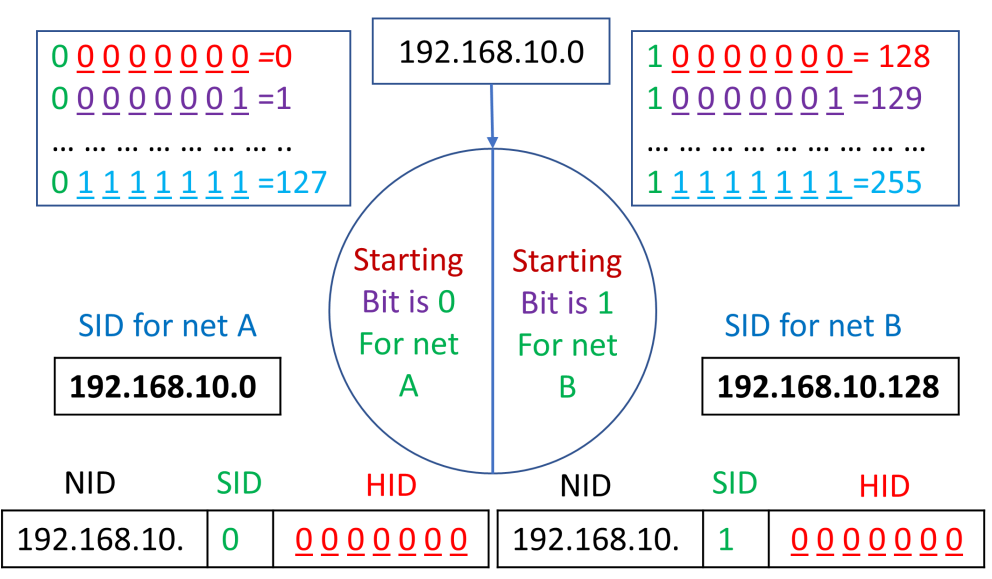 192.168.10.0
0 0 0 0 0 0 0 0 =0
0 0 0 0 0 0 0 1 =1
... ... ... ... ... ... ... ..
0 1 1 1 1 1 1 1 =127
1 0 0 0 0 0 0 0 = 128
1 0 0 0 0 0 0 1 =129
... ... ... ... ... ... ... ... ...
1 1 1 1 1 1 1 1 =255
Starting
Bit is 0
For net
A
Starting
Bit is 1
For net
B
SID for net A
192.168.10.0
SID for net B
192.168.10.128
NID SID HID
192.168.10. 0 0 0 0 0 0 0 0
NID SID HID
192.168.10. 1 0 0 0 0 0 0 0